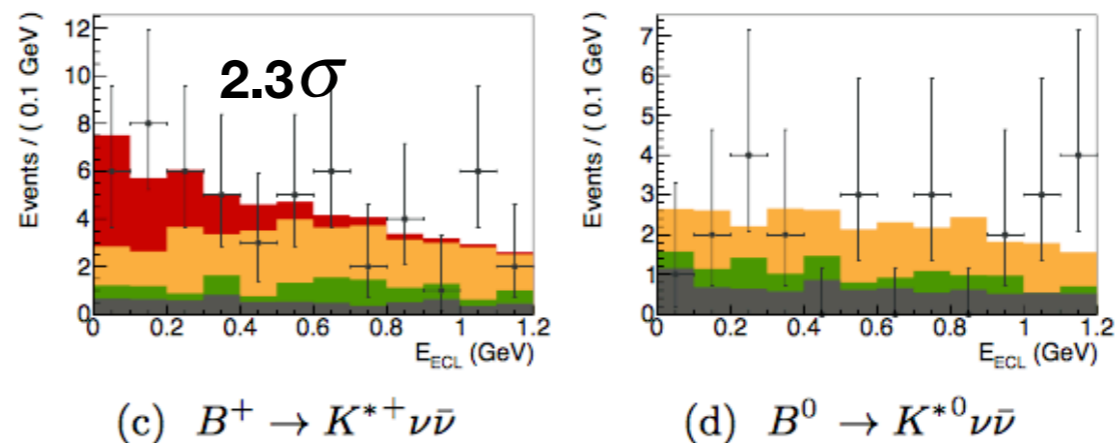 Events / ( 0.1 GeV )
12
10
8
6
4
2
0
2.3σ
0 0.2 0.4 0.6 0.8 1 1.2
E_ECL (GeV)
(c) B⁺ → K*⁺νν̄
Events / ( 0.1 GeV )
7
6
5
4
3
2
1
0
0 0.2 0.4 0.6 0.8 1 1.2
E_ECL (GeV)
(d) B⁰ → K*⁰νν̄